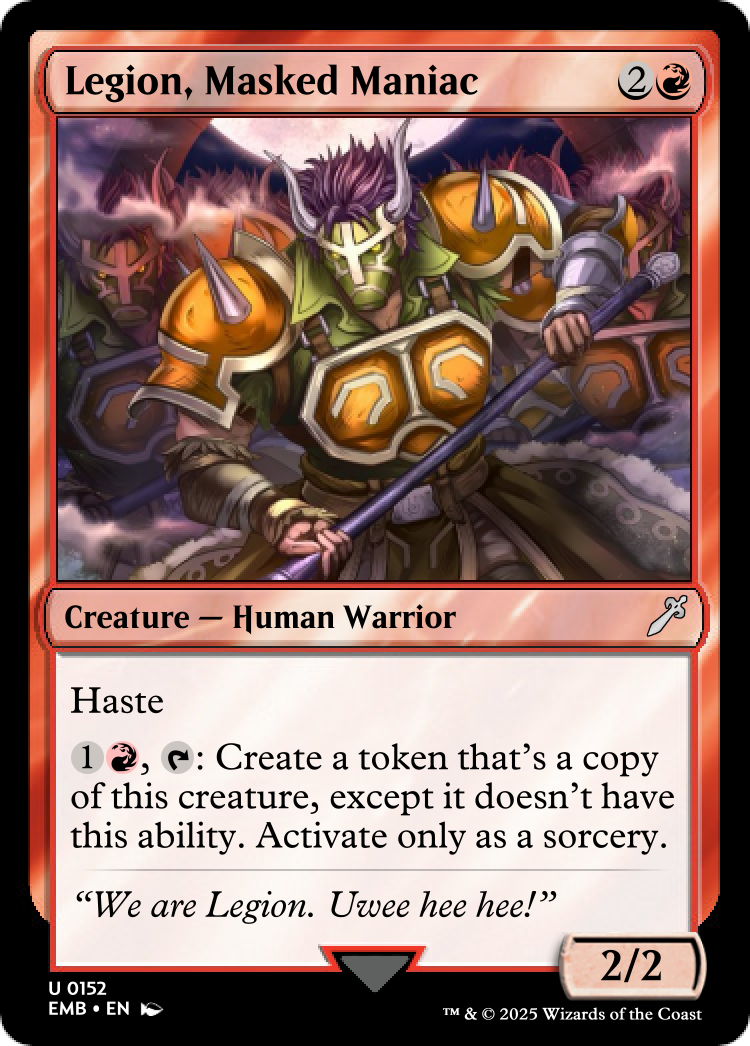 Legion, Masked Maniac 2
Creature — Human Warrior
Haste
1, : Create a token that's a copy
of this creature, except it doesn't have
this ability. Activate only as a sorcery.
“We are Legion. Uwee hee hee!”
2/2
U 0152
EMB • EN
™ & © 2025 Wizards of the Coast